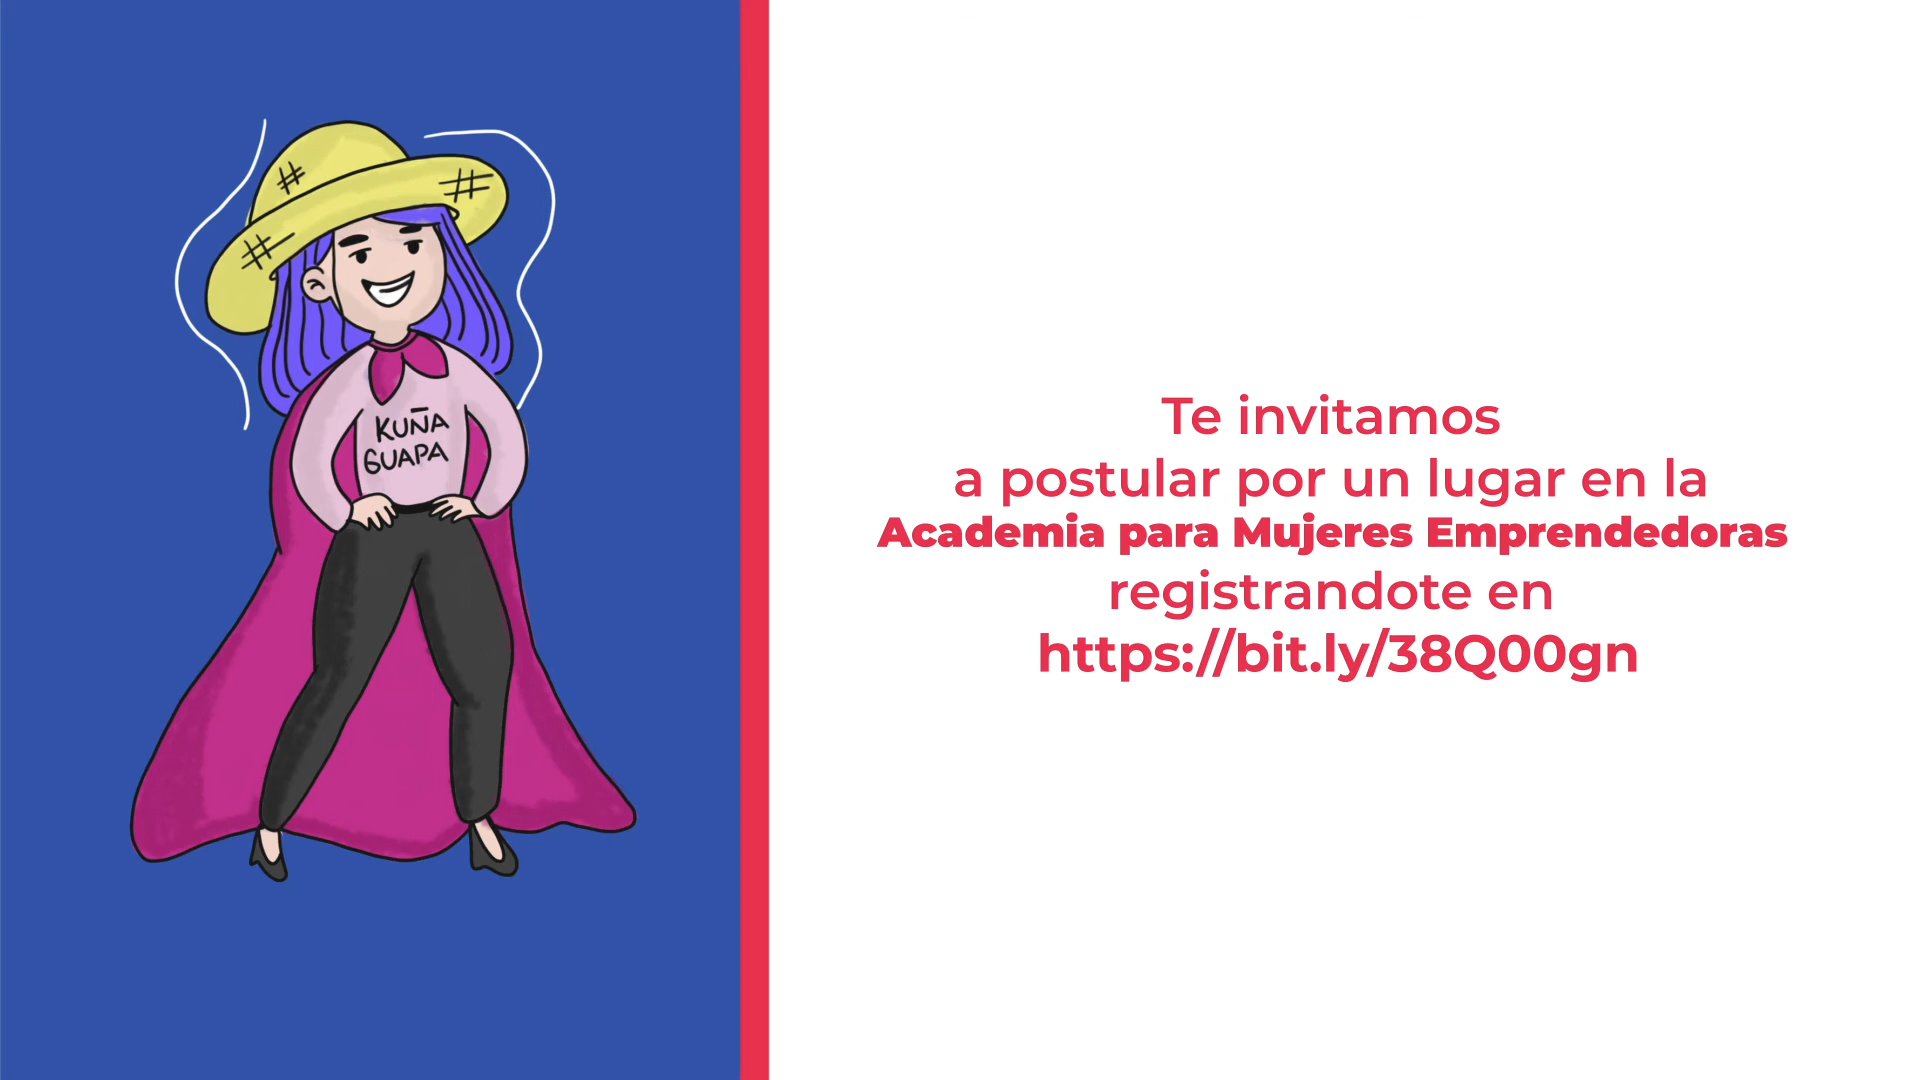 KUÑA
GUAPA
Te invitamos
a postular por un lugar en la
Academia para Mujeres Emprendedoras
registrandote en
https://bit.ly/38Q00gn